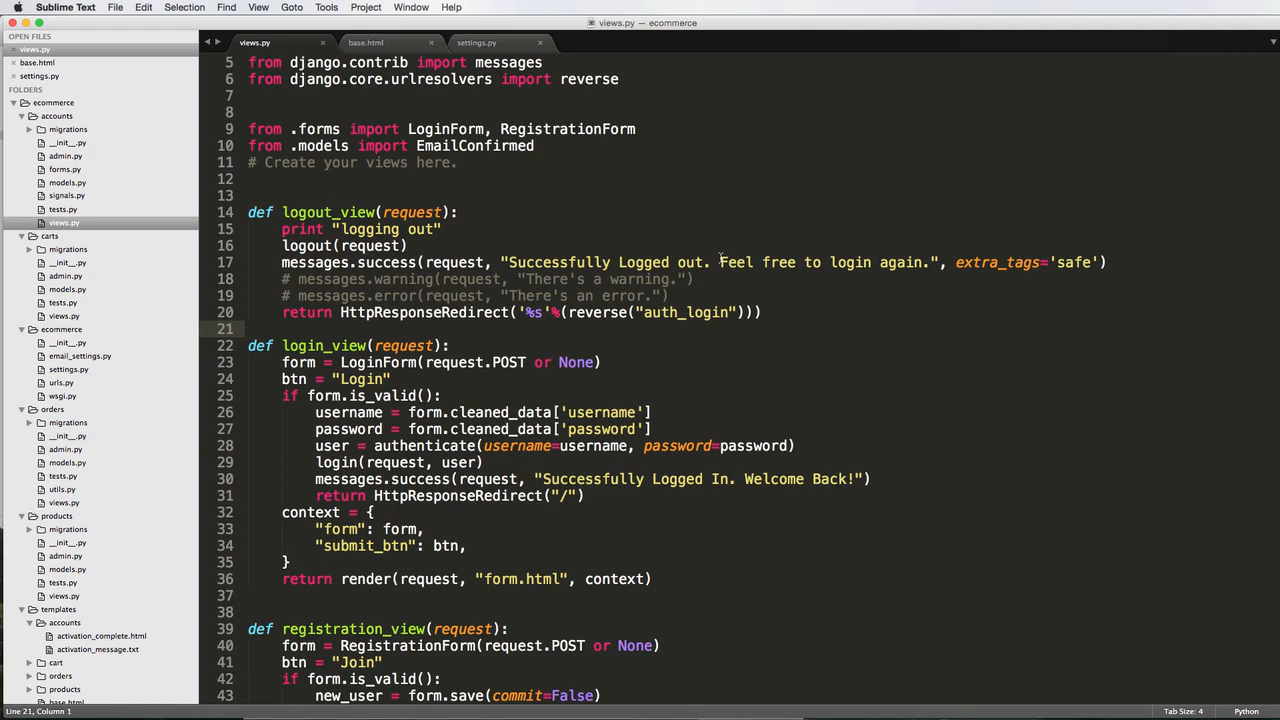 Sublime Text File Edit Selection Find View Goto Tools Project Window Help
views.py — ecommerce
OPEN FILES
views.py
base.html
settings.py
FOLDERS
ecommerce
accounts
migrations
__init__.py
admin.py
forms.py
models.py
signals.py
tests.py
views.py
carts
migrations
__init__.py
admin.py
models.py
tests.py
views.py
ecommerce
__init__.py
email_settings.py
settings.py
urls.py
wsgi.py
orders
migrations
__init__.py
admin.py
models.py
tests.py
utils.py
views.py
products
migrations
__init__.py
admin.py
models.py
tests.py
views.py
templates
accounts
activation_complete.html
activation_message.txt
cart
orders
products
base.html
views.py base.html settings.py
5 from django.contrib import messages
6 from django.core.urlresolvers import reverse
7
8
9 from .forms import LoginForm, RegistrationForm
10 from .models import EmailConfirmed
11 # Create your views here.
12
13
14 def logout_view(request):
15     print "logging out"
16     logout(request)
17     messages.success(request, "Successfully Logged out. Feel free to login again.", extra_tags='safe')
18     # messages.warning(request, "There's a warning.")
19     # messages.error(request, "There's an error.")
20     return HttpResponseRedirect('%s'%(reverse("auth_login")))
21
22 def login_view(request):
23     form = LoginForm(request.POST or None)
24     btn = "Login"
25     if form.is_valid():
26         username = form.cleaned_data['username']
27         password = form.cleaned_data['password']
28         user = authenticate(username=username, password=password)
29         login(request, user)
30         messages.success(request, "Successfully Logged In. Welcome Back!")
31         return HttpResponseRedirect("/")
32     context = {
33         "form": form,
34         "submit_btn": btn,
35     }
36     return render(request, "form.html", context)
37
38
39 def registration_view(request):
40     form = RegistrationForm(request.POST or None)
41     btn = "Join"
42     if form.is_valid():
43         new_user = form.save(commit=False)
Line 21, Column 1 Tab Size: 4 Python